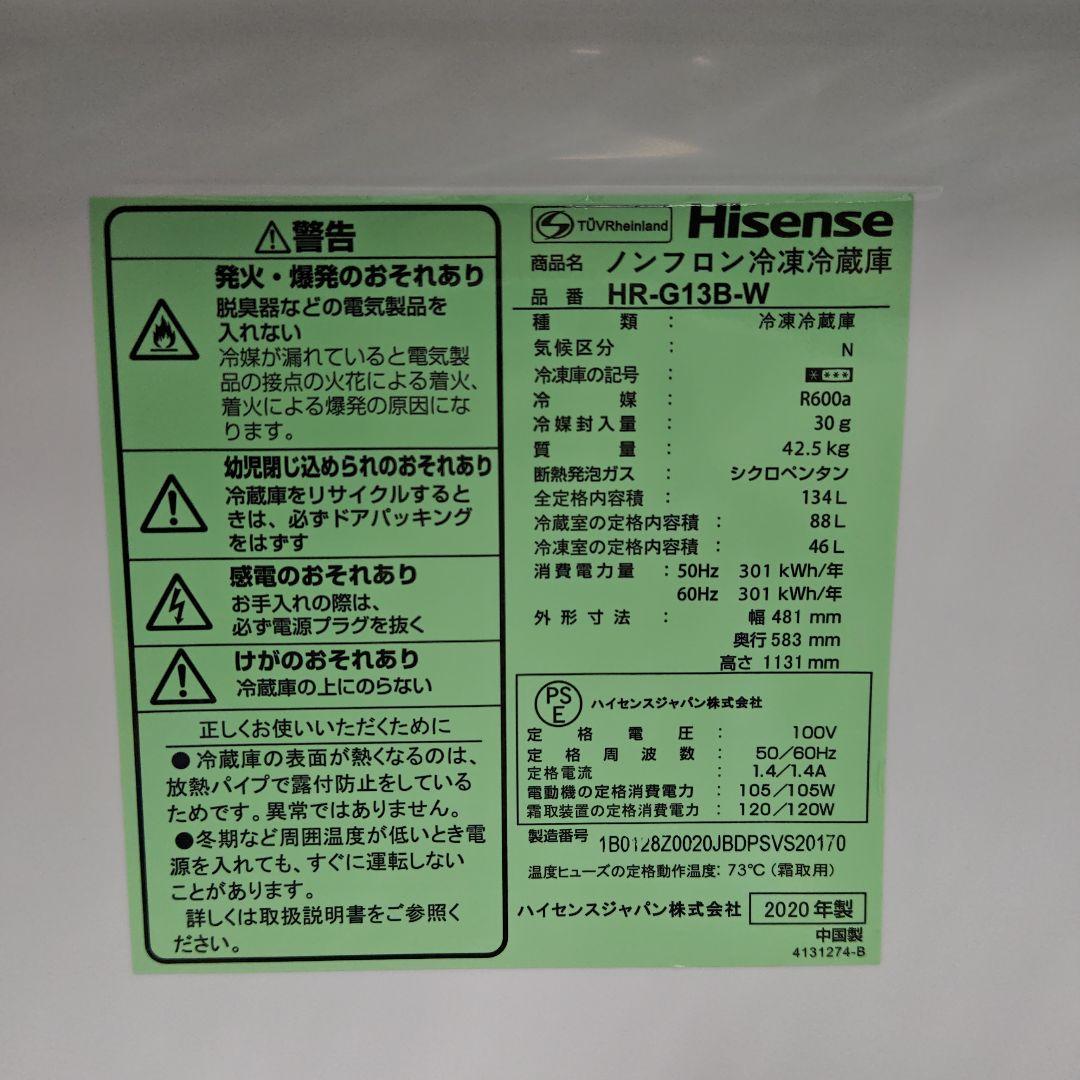 警告
発火・爆発のおそれあり
脱臭器などの電気製品を
入れない
冷媒が漏れていると電気製
品の接点の火花による着火、
着火による爆発の原因にな
ります。
幼児閉じ込められのおそれあり
冷蔵庫をリサイクルすると
きは、必ずドアパッキング
をはずす
感電のおそれあり
お手入れの際は、
必ず電源プラグを抜く
けがのおそれあり
冷蔵庫の上にのらない
正しくお使いいただくために
●冷蔵庫の表面が熱くなるのは、
放熱パイプで露付防止をしている
ためです。異常ではありません。
●冬期など周囲温度が低いとき電
源を入れても、すぐに運転しない
ことがあります。
詳しくは取扱説明書をご参照く
ださい。
TÜVRheinland Hisense
商品名 ノンフロン冷凍冷蔵庫
品番 HR-G13B-W
種類 : 冷凍冷蔵庫
気候区分 : N
冷凍庫の記号 : * ***
冷媒 : R600a
冷媒封入量 : 30g
質量 : 42.5kg
断熱発泡ガス : シクロペンタン
全定格内容積 : 134L
冷蔵室の定格内容積 : 88L
冷凍室の定格内容積 : 46L
消費電力量 : 50Hz 301 kWh/年
60Hz 301 kWh/年
外形寸法 : 幅 481 mm
奥行 583 mm
高さ 1131 mm
PSE ハイセンスジャパン株式会社
定格電圧 : 100V
定格周波数 : 50/60Hz
定格電流 : 1.4/1.4A
電動機の定格消費電力 : 105/105W
霜取装置の定格消費電力 : 120/120W
製造番号 1B0128Z0020JBDPSVS20170
温度ヒューズの定格動作温度: 73℃(霜取用)
ハイセンスジャパン株式会社 2020年製
中国製
4131274-B